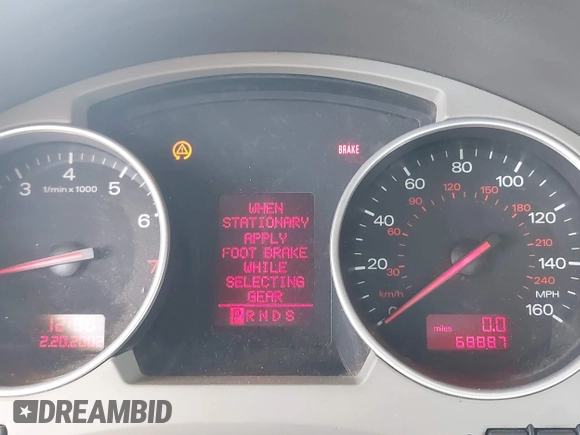 3 4 5 6 7
1/min x 1000
2.20.200
BRAKE
WHEN
STATIONARY
APPLY
FOOT BRAKE
WHILE
SELECTING
GEAR
P R N D S
0 20 40 60 80 100 120 140 160
30 90 120 150 180 210 240
km/h
MPH
miles 0.0
68887
DREAMBID